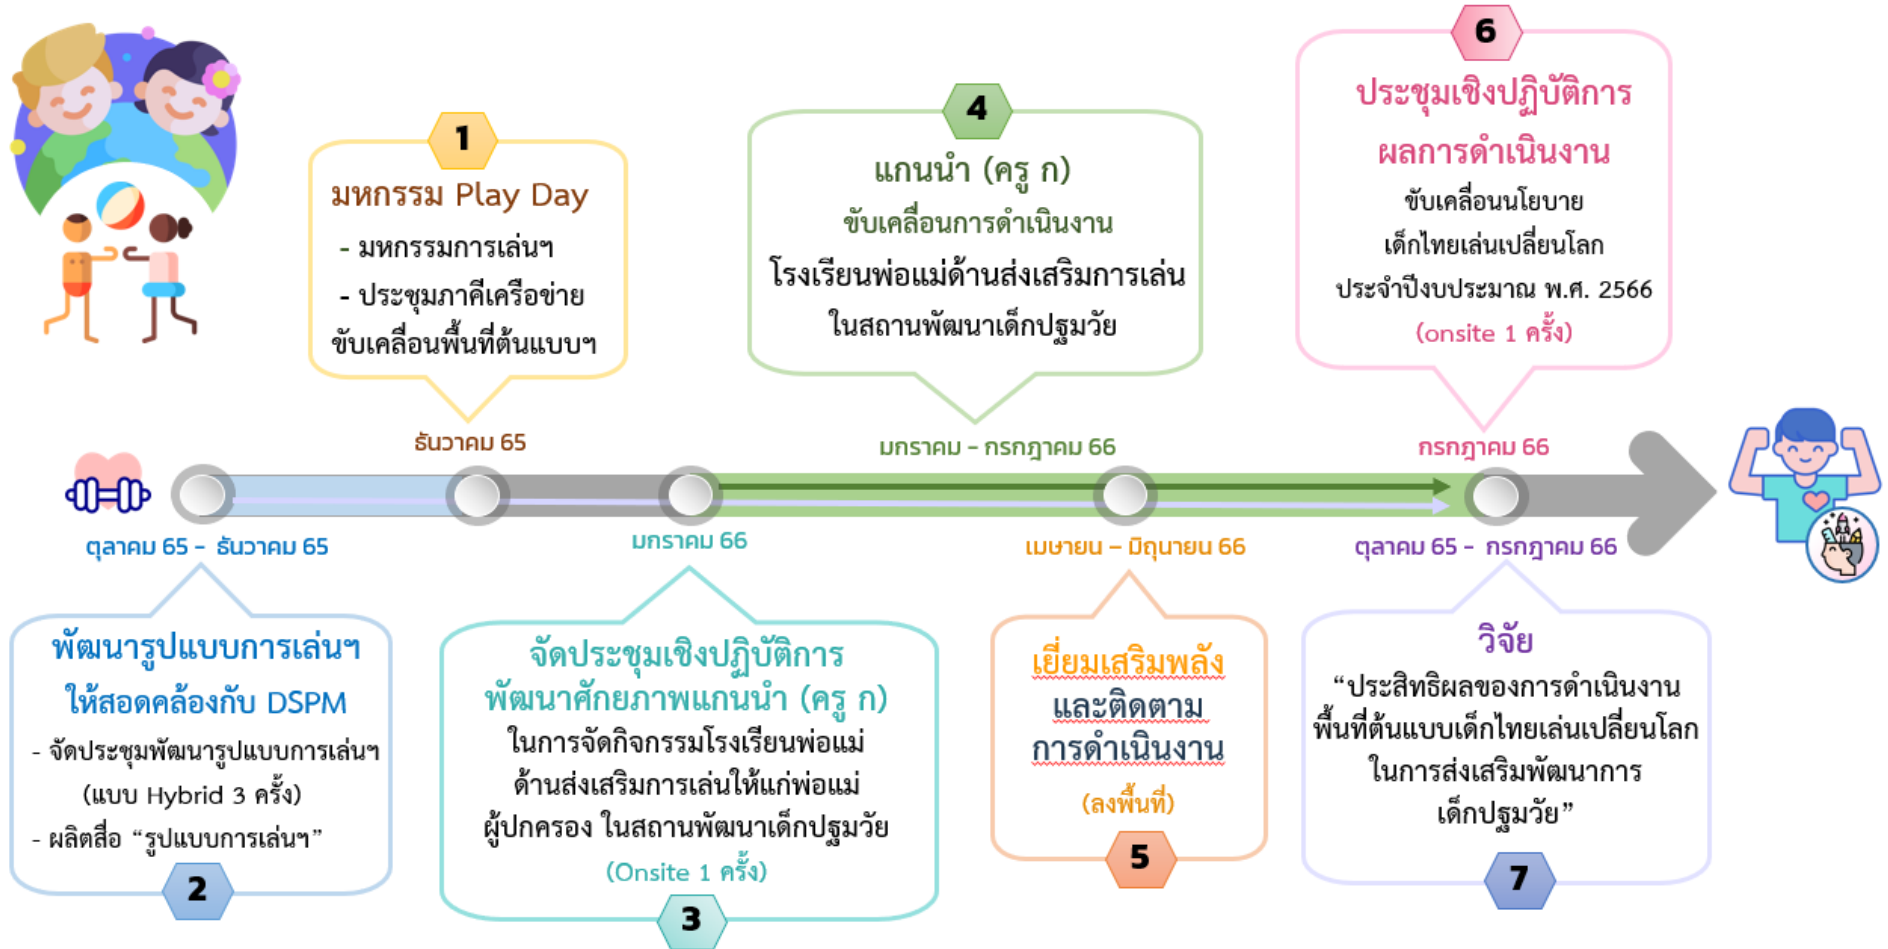 1
มหกรรม Play Day
- มหกรรมการเล่นฯ
- ประชุมภาคีเครือข่าย
ขับเคลื่อนพื้นที่ต้นแบบฯ
ธันวาคม 65
4
แกนนำ (ครู ก)
ขับเคลื่อนการดำเนินงาน
โรงเรียนพ่อแม่ด้านส่งเสริมการเล่น
ในสถานพัฒนาเด็กปฐมวัย
มกราคม - กรกฎาคม 66
6
ประชุมเชิงปฏิบัติการ
ผลการดำเนินงาน
ขับเคลื่อนนโยบาย
เด็กไทยเล่นเปลี่ยนโลก
ประจำปีงบประมาณ พ.ศ. 2566
(onsite 1 ครั้ง)
กรกฎาคม 66
ตุลาคม 65 - ธันวาคม 65
พัฒนารูปแบบการเล่นฯ
ให้สอดคล้องกับ DSPM
- จัดประชุมพัฒนารูปแบบการเล่นฯ
(แบบ Hybrid 3 ครั้ง)
- ผลิตสื่อ “รูปแบบการเล่นฯ”
2
มกราคม 66
จัดประชุมเชิงปฏิบัติการ
พัฒนาศักยภาพแกนนำ (ครู ก)
ในการจัดกิจกรรมโรงเรียนพ่อแม่
ด้านส่งเสริมการเล่นให้แก่พ่อแม่
ผู้ปกครอง ในสถานพัฒนาเด็กปฐมวัย
(Onsite 1 ครั้ง)
3
เมษายน – มิถุนายน 66
เยี่ยมเสริมพลัง
และติดตาม
การดำเนินงาน
(ลงพื้นที่)
5
ตุลาคม 65 - กรกฎาคม 66
วิจัย
“ประสิทธิผลของการดำเนินงาน
พื้นที่ต้นแบบเด็กไทยเล่นเปลี่ยนโลก
ในการส่งเสริมพัฒนาการ
เด็กปฐมวัย”
7